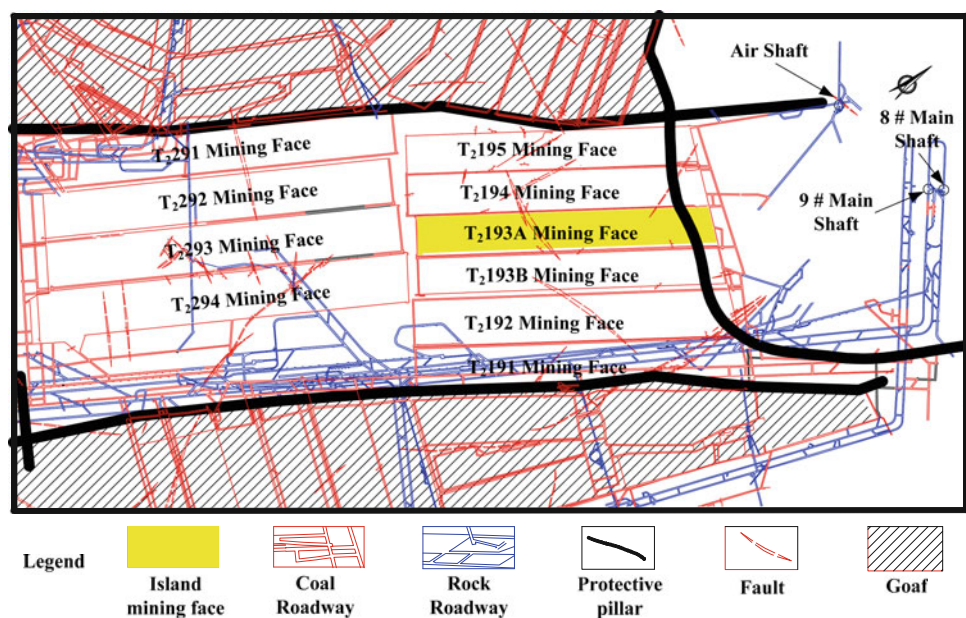 Air Shaft
8 # Main
Shaft
9 # Main
Shaft
T₂291 Mining Face
T₂292 Mining Face
T₂293 Mining Face
T₂294 Mining Face
T₂195 Mining Face
T₂194 Mining Face
T₂193A Mining Face
T₂193B Mining Face
T₂192 Mining Face
T₂191 Mining Face
Legend
Island
mining face
Coal
Roadway
Rock
Roadway
Protective
pillar
Fault
Goaf